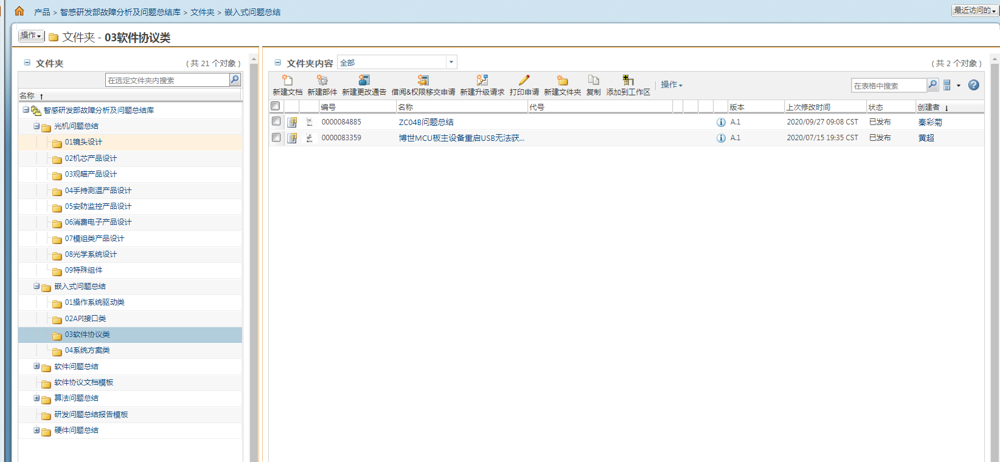 产品 > 智感研发部故障分析及问题总结库 > 文件夹 > 嵌入式问题总结
最近访问的
操作 文件夹 - 03软件协议类
文件夹 ( 共 21 个对象 )
在选定文件夹内搜索
名称 ↑
智感研发部故障分析及问题总结库
光机问题总结
01镜头设计
02机芯产品设计
03观瞄产品设计
04手持测温产品设计
05安防监控产品设计
06消费电子产品设计
07模组类产品设计
08光学系统设计
09特殊组件
嵌入式问题总结
01操作系统驱动类
02API接口类
03软件协议类
04系统方案类
软件问题总结
软件协议文档模板
算法问题总结
研发问题总结报告模板
硬件问题总结
文件夹内容 全部 ( 共 2 个对象 )
新建文档 新建部件 新建更改通告 借阅&权限移交申请 新建升级请求 打印申请 新建文件夹 复制 添加到工作区 操作 在表格中搜索
编号 名称 代号 版本 上次修改时间 状态 创建者 ↓
0000084885 ZC04B问题总结 A.1 2020/09/27 09:08 CST 已发布 秦彩菊
0000083359 博世MCU板主设备重启USB无法获... A.1 2020/07/15 19:35 CST 已发布 黄超